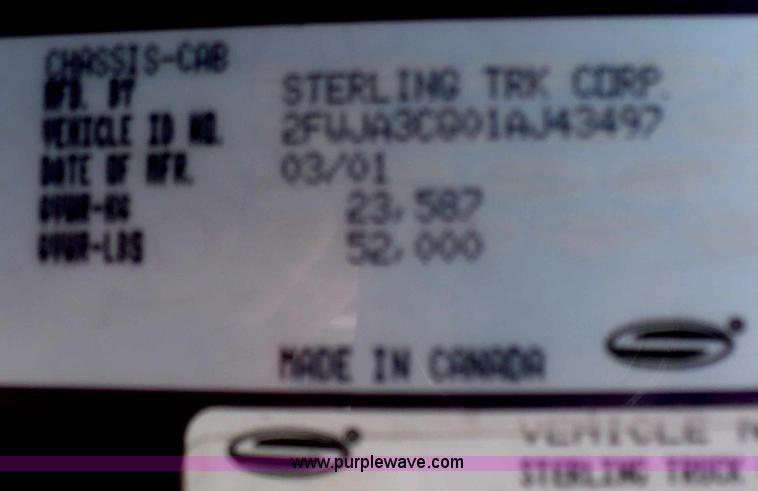 CHASSIS-CAB
MFD. BY STERLING TRK CORP.
VEHICLE ID NO. 2FWJA3CG01AJ43497
DATE OF MFR. 03/01
GVWR-KG 23,587
GVWR-LBS 52,000
MADE IN CANADA
VEHICLE
STERLING TRUCK
www.purplewave.com